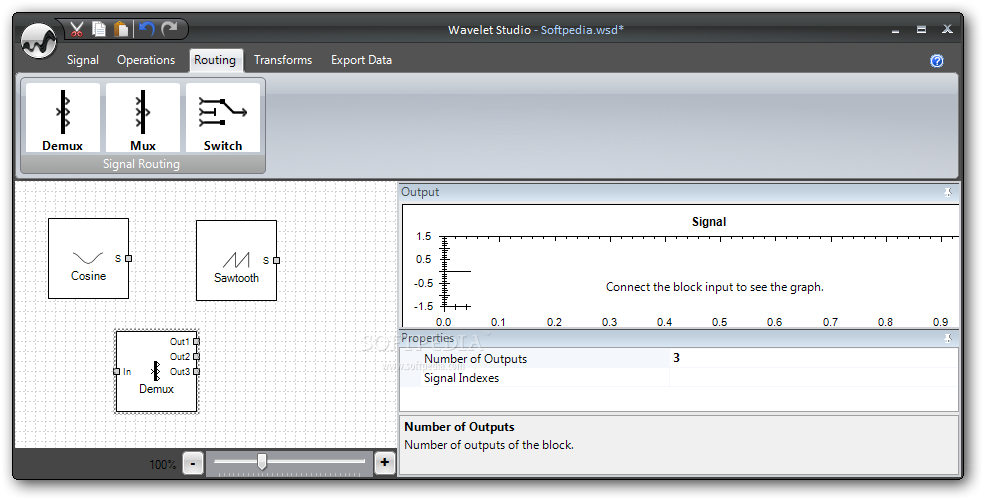 Wavelet Studio - Softpedia.wsd*
Signal Operations Routing Transforms Export Data
?
Demux Mux Switch
Signal Routing
S
Cosine
S
Sawtooth
Out1
Out2
In Out3
Demux
100% - +
Output
Signal
1.5
0.5
-0.5
-1.5
Connect the block input to see the graph.
0.0 0.1 0.2 0.3 0.4 0.5 0.6 0.7 0.8 0.9
SOFTPEDIA
www.softpedia.com
Properties
Number of Outputs 3
Signal Indexes
Number of Outputs
Number of outputs of the block.